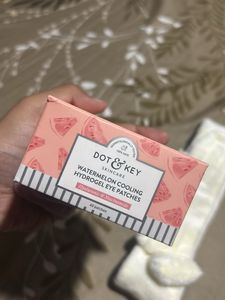 DOT & KEY
SKINCARE
WATERMELON COOLING
HYDROGEL EYE PATCHES